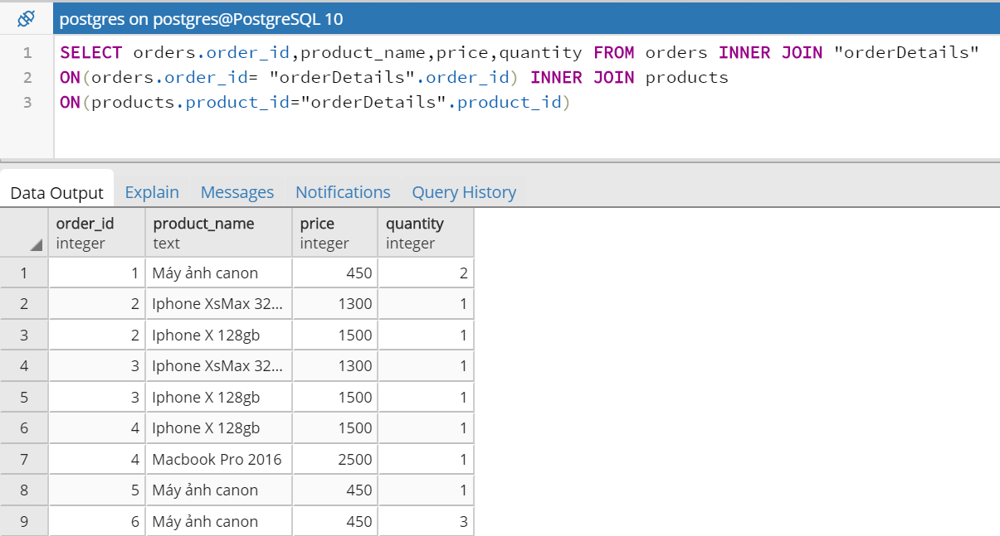 postgres on postgres@PostgreSQL 10
1 SELECT orders.order_id,product_name,price,quantity FROM orders INNER JOIN "orderDetails"
2 ON(orders.order_id= "orderDetails".order_id) INNER JOIN products
3 ON(products.product_id="orderDetails".product_id)
Data Output Explain Messages Notifications Query History
order_id product_name price quantity
integer text integer integer
1 1 Máy ảnh canon 450 2
2 2 Iphone XsMax 32... 1300 1
3 2 Iphone X 128gb 1500 1
4 3 Iphone XsMax 32... 1300 1
5 3 Iphone X 128gb 1500 1
6 4 Iphone X 128gb 1500 1
7 4 Macbook Pro 2016 2500 1
8 5 Máy ảnh canon 450 1
9 6 Máy ảnh canon 450 3